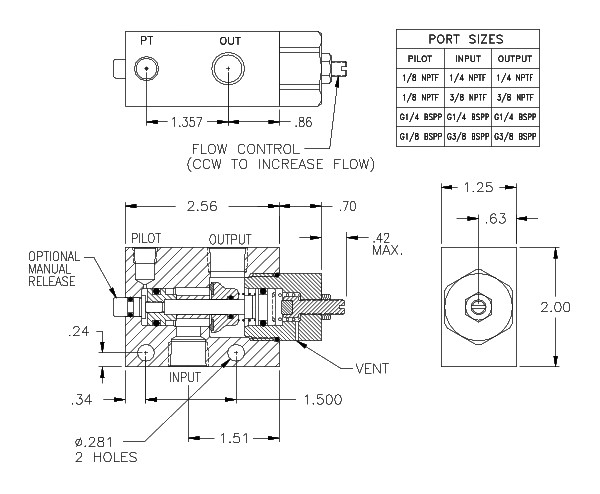 PT OUT
1.357 .86
FLOW CONTROL
(CCW TO INCREASE FLOW)
PORT SIZES
PILOT INPUT OUTPUT
1/8 NPTF 1/4 NPTF 1/4 NPTF
1/8 NPTF 3/8 NPTF 3/8 NPTF
G1/4 BSPP G1/4 BSPP G1/4 BSPP
G1/8 BSPP G3/8 BSPP G3/8 BSPP
2.56 .70
.42
MAX.
PILOT OUTPUT
OPTIONAL
MANUAL
RELEASE
.24
INPUT
VENT
.34 1.500
1.51
ø.281
2 HOLES
1.25
.63
2.00